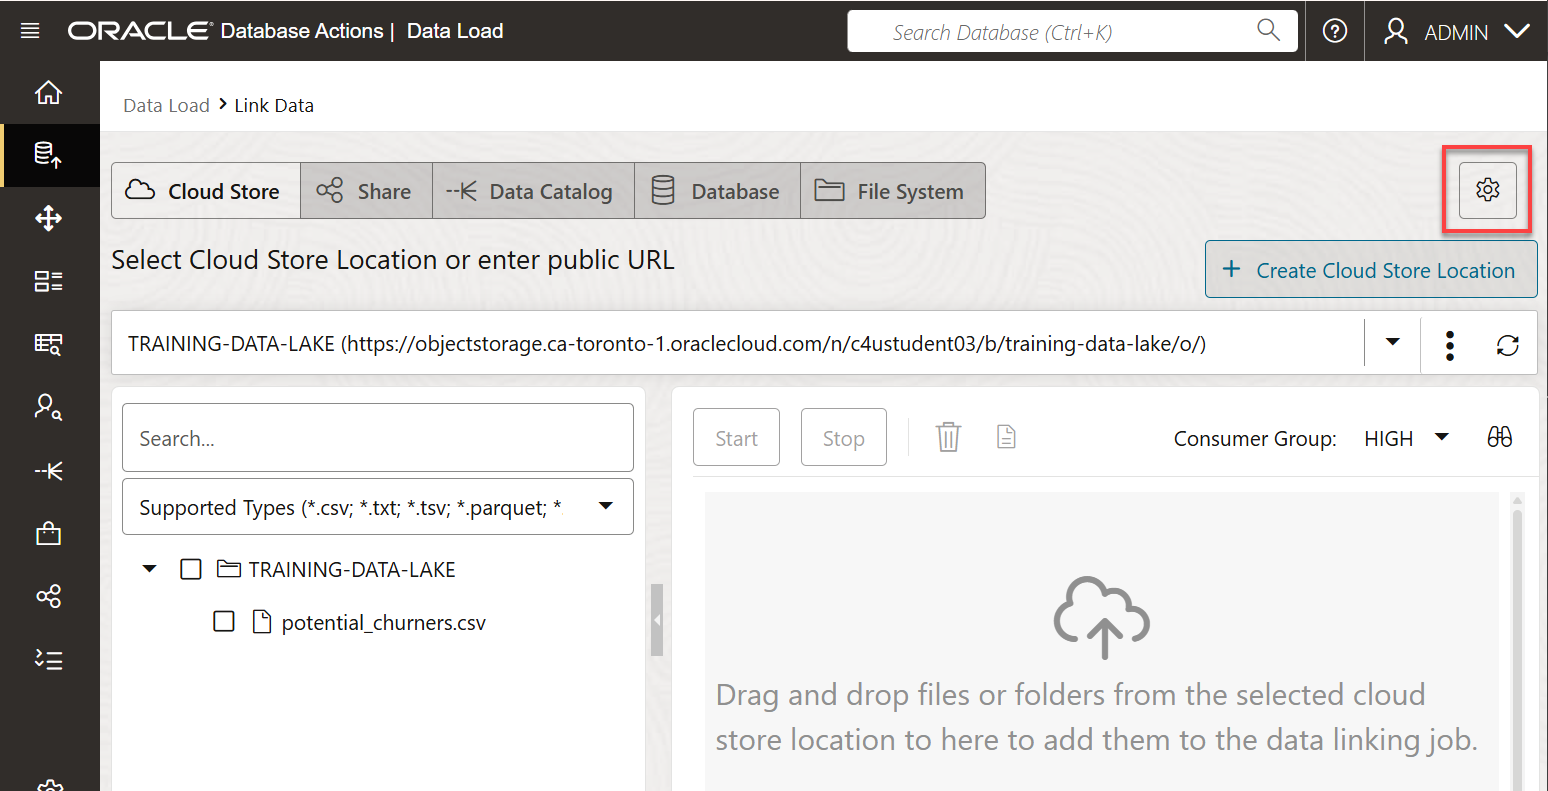 ORACLE Database Actions | Data Load
Search Database (Ctrl+K)
ADMIN
Data Load > Link Data
Cloud Store
Share
Data Catalog
Database
File System
Select Cloud Store Location or enter public URL
+ Create Cloud Store Location
TRAINING-DATA-LAKE (https://objectstorage.ca-toronto-1.oraclecloud.com/n/c4ustudent03/b/training-data-lake/o/)
Search...
Supported Types (*.csv; *.txt; *.tsv; *.parquet; *.
TRAINING-DATA-LAKE
potential_churners.csv
Start
Stop
Consumer Group: HIGH
Drag and drop files or folders from the selected cloud
store location to here to add them to the data linking job.